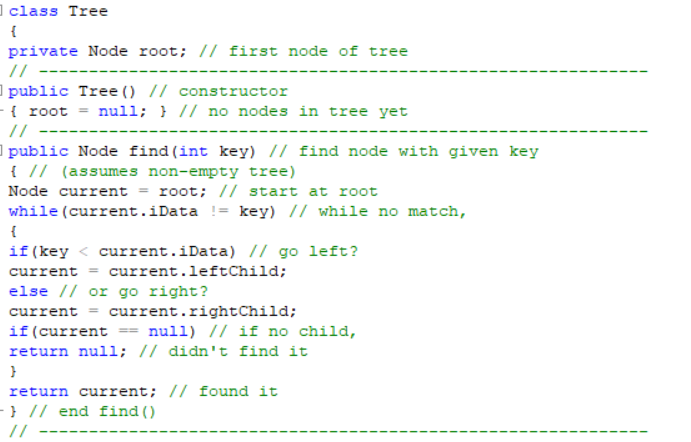 class Tree
{
private Node root; // first node of tree
// -------------------------------------------------------------
public Tree() // constructor
{ root = null; } // no nodes in tree yet
// -------------------------------------------------------------
public Node find(int key) // find node with given key
{ // (assumes non-empty tree)
Node current = root; // start at root
while(current.iData != key) // while no match,
{
if(key < current.iData) // go left?
current = current.leftChild;
else // or go right?
current = current.rightChild;
if(current == null) // if no child,
return null; // didn't find it
}
return current; // found it
} // end find()
// -------------------------------------------------------------